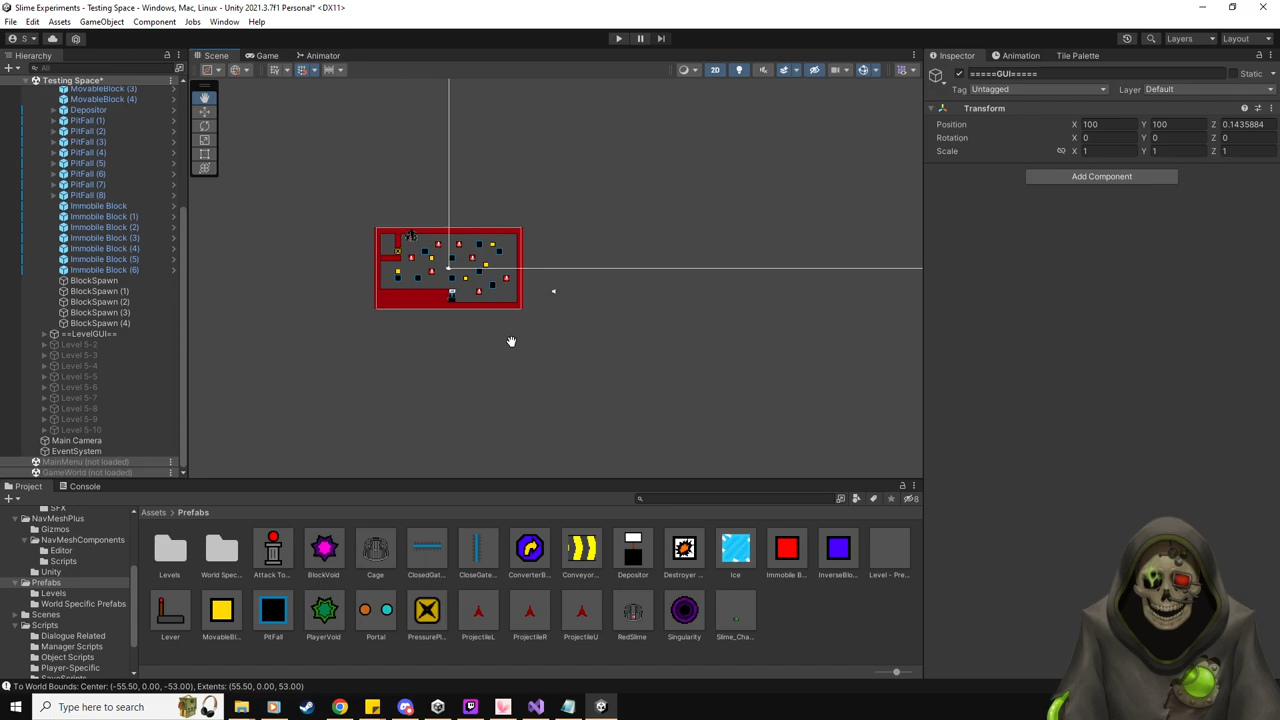 Slime Experiments - Testing Space - Windows, Mac, Linux - Unity 2021.3.7f1 Personal* <DX11>
File Edit Assets GameObject Component Jobs Window Help
S
Layers Layout
Hierarchy
Scene Game Animator
Inspector Animation Tile Palette
All
2D
=====GUI===== Static
Tag Untagged Layer Default
Transform
Position X 100 Y 100 Z 0.1435884
Rotation X 0 Y 0 Z 0
Scale X 1 Y 1 Z 1
Add Component
Testing Space*
MovableBlock (3)
MovableBlock (4)
Depositor
PitFall (1)
PitFall (2)
PitFall (3)
PitFall (4)
PitFall (5)
PitFall (6)
PitFall (7)
PitFall (8)
Immobile Block
Immobile Block (1)
Immobile Block (2)
Immobile Block (3)
Immobile Block (4)
Immobile Block (5)
Immobile Block (6)
BlockSpawn
BlockSpawn (1)
BlockSpawn (2)
BlockSpawn (3)
BlockSpawn (4)
==LevelGUI==
Level 5-2
Level 5-3
Level 5-4
Level 5-5
Level 5-6
Level 5-7
Level 5-8
Level 5-9
Level 5-10
Main Camera
EventSystem
MainMenu (not loaded)
GameWorld (not loaded)
Project Console
8
Assets > Prefabs
SFX
NavMeshPlus
Gizmos
NavMeshComponents
Editor
Scripts
Unity
Prefabs
Levels
World Specific Prefabs
Scenes
Scripts
Dialogue Related
Manager Scripts
Object Scripts
Player-Specific
Levels World Spec... Attack To... BlockVoid Cage ClosedGat... CloseGate... ConverterB... Conveyor... Depositor Destroyer ... Ice Immobile B... InverseBlo... Level - Pre...
Lever MovableBl... PitFall PlayerVoid Portal PressurePl... ProjectileL ProjectileR ProjectileU RedSlime Singularity Slime_Cha...
To World Bounds: Center: (-55.50, 0.00, -53.00), Extents: (55.50, 0.00, 53.00)
Type here to search